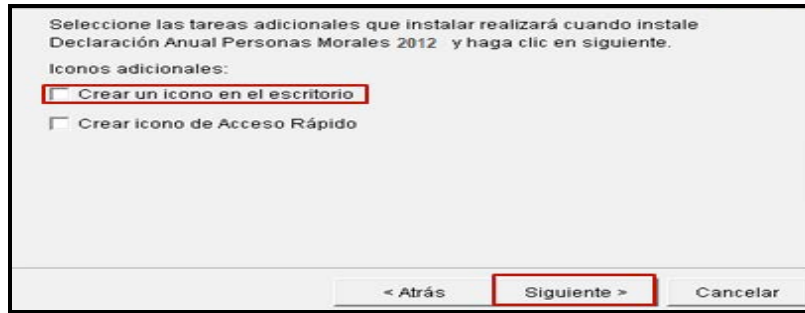 Seleccione las tareas adicionales que instalar realizará cuando instale
Declaración Anual Personas Morales 2012 y haga clic en siguiente.
Iconos adicionales:
Crear un icono en el escritorio
Crear icono de Acceso Rápido
< Atrás Siguiente > Cancelar